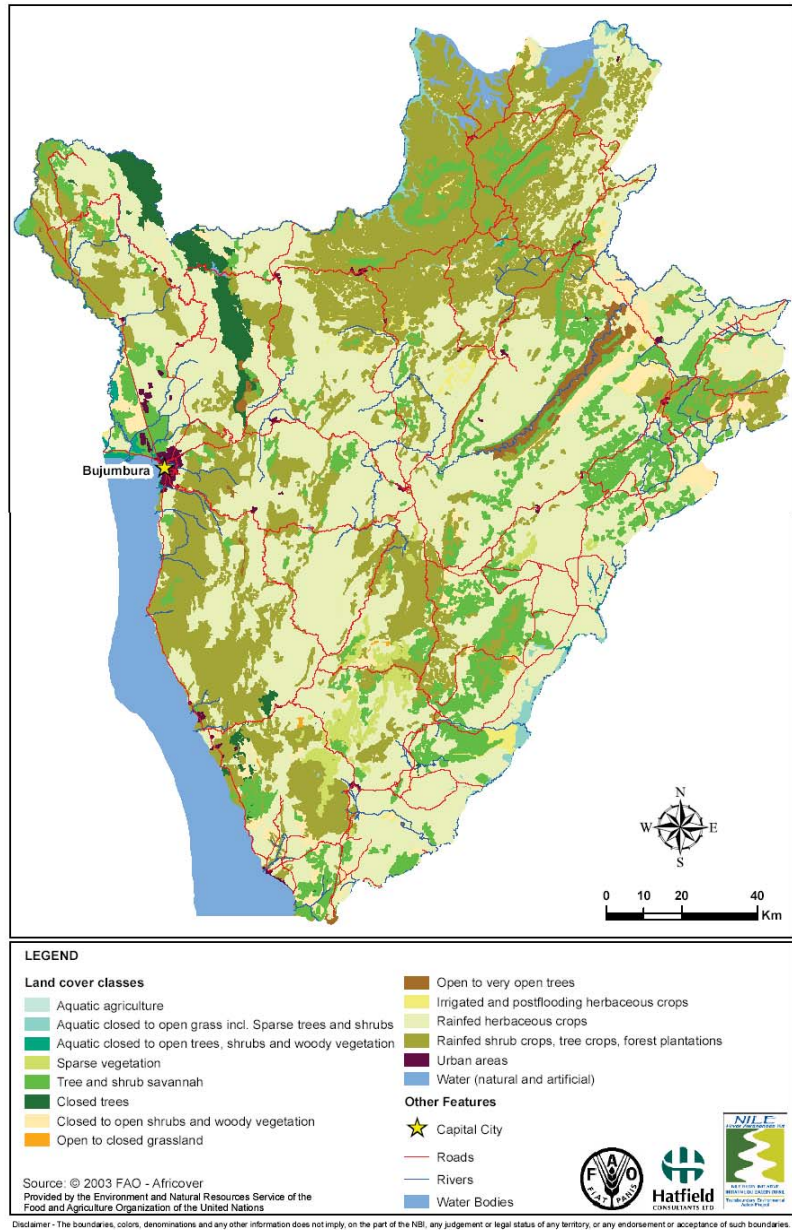 Bujumbura
N
W E
S
0 10 20 40
Km
LEGEND
Land cover classes
Aquatic agriculture
Aquatic closed to open grass incl. Sparse trees and shrubs
Aquatic closed to open trees, shrubs and woody vegetation
Sparse vegetation
Tree and shrub savannah
Closed trees
Closed to open shrubs and woody vegetation
Open to closed grassland
Open to very open trees
Irrigated and postflooding herbaceous crops
Rainfed herbaceous crops
Rainfed shrub crops, tree crops, forest plantations
Urban areas
Water (natural and artificial)
Other Features
Capital City
Roads
Rivers
Water Bodies
Source: © 2003 FAO - Africover
Provided by the Environment and Natural Resources Service of the
Food and Agriculture Organization of the United Nations
F A O
FIAT PANIS
Hatfield
CONSULTANTS LTD
NILE
Disclaimer - The boundaries, colors, denominations and any other information does not imply, on the part of the NBI, any judgement or legal status of any territory, or any endorsement or acceptance of such boundaries.